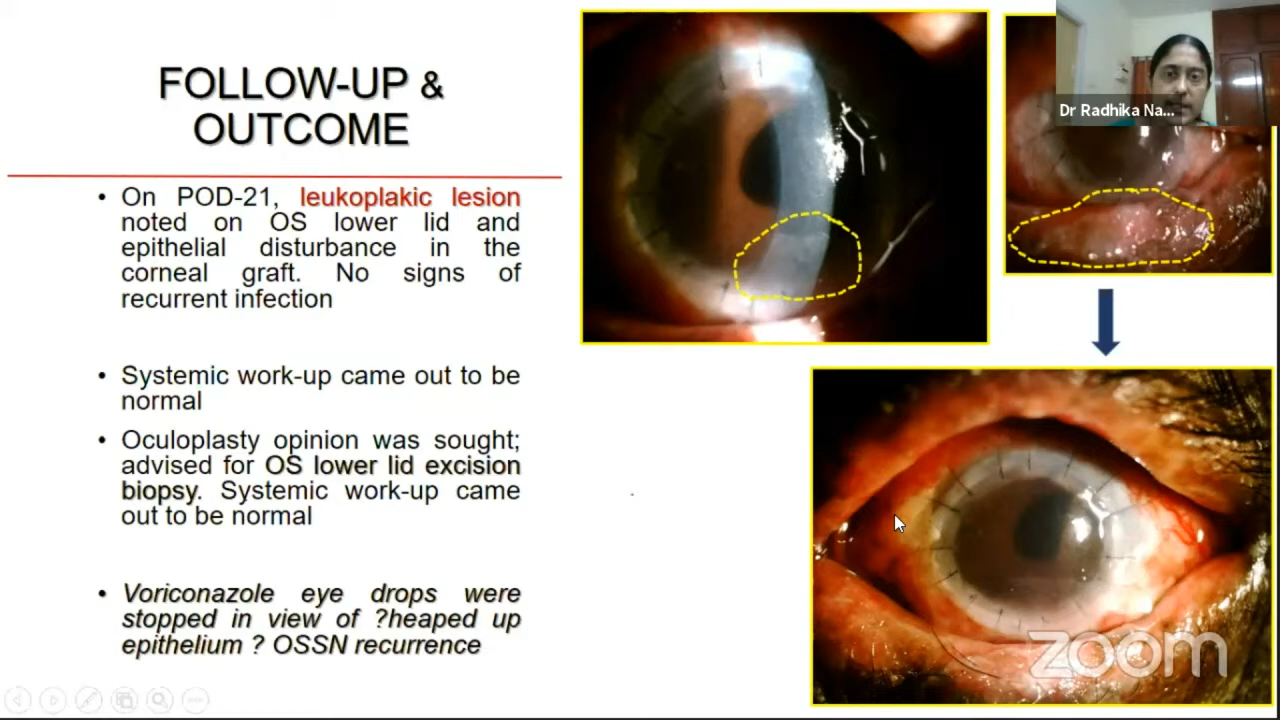 FOLLOW-UP &
OUTCOME
• On POD-21, leukoplakic lesion
noted on OS lower lid and
epithelial disturbance in the
corneal graft. No signs of
recurrent infection
• Systemic work-up came out to be
normal
• Oculoplasty opinion was sought;
advised for OS lower lid excision
biopsy. Systemic work-up came
out to be normal
• Voriconazole eye drops were
stopped in view of ?heaped up
epithelium ? OSSN recurrence
Dr Radhika Na...
zoom